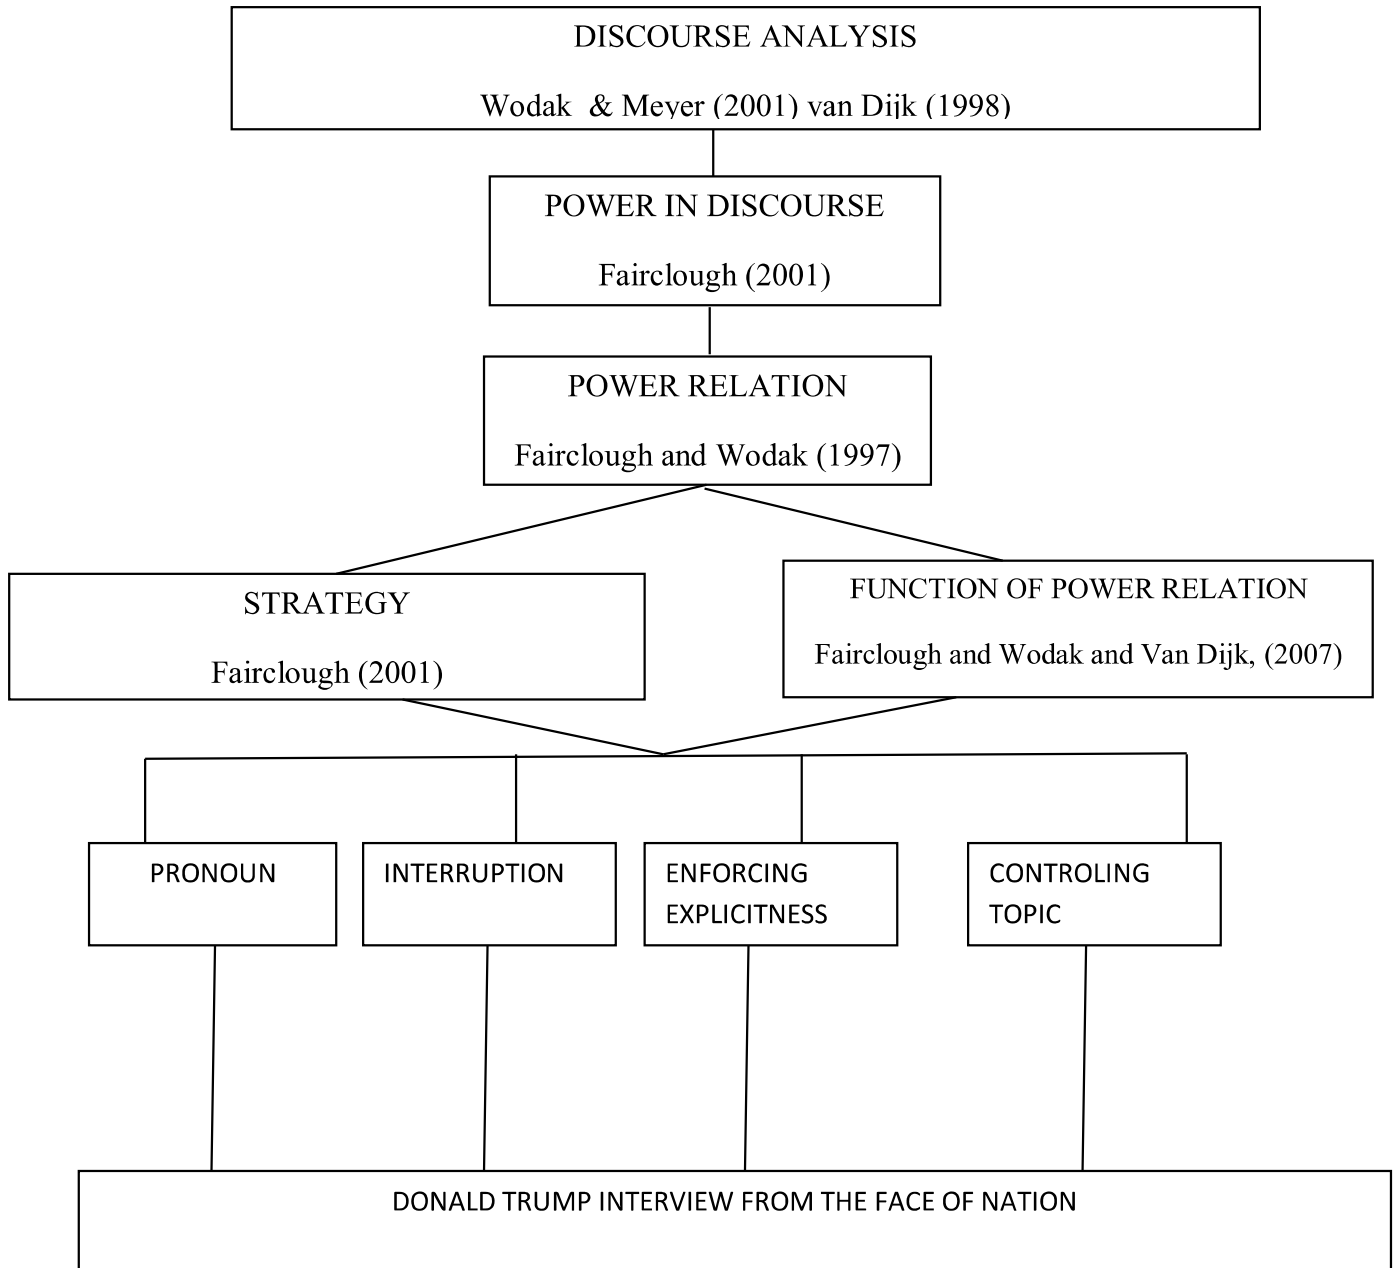 DISCOURSE ANALYSIS
Wodak & Meyer (2001) van Dijk (1998)
POWER IN DISCOURSE
Fairclough (2001)
POWER RELATION
Fairclough and Wodak (1997)
STRATEGY
Fairclough (2001)
FUNCTION OF POWER RELATION
Fairclough and Wodak and Van Dijk, (2007)
PRONOUN
INTERRUPTION
ENFORCING
EXPLICITNESS
CONTROLING
TOPIC
DONALD TRUMP INTERVIEW FROM THE FACE OF NATION